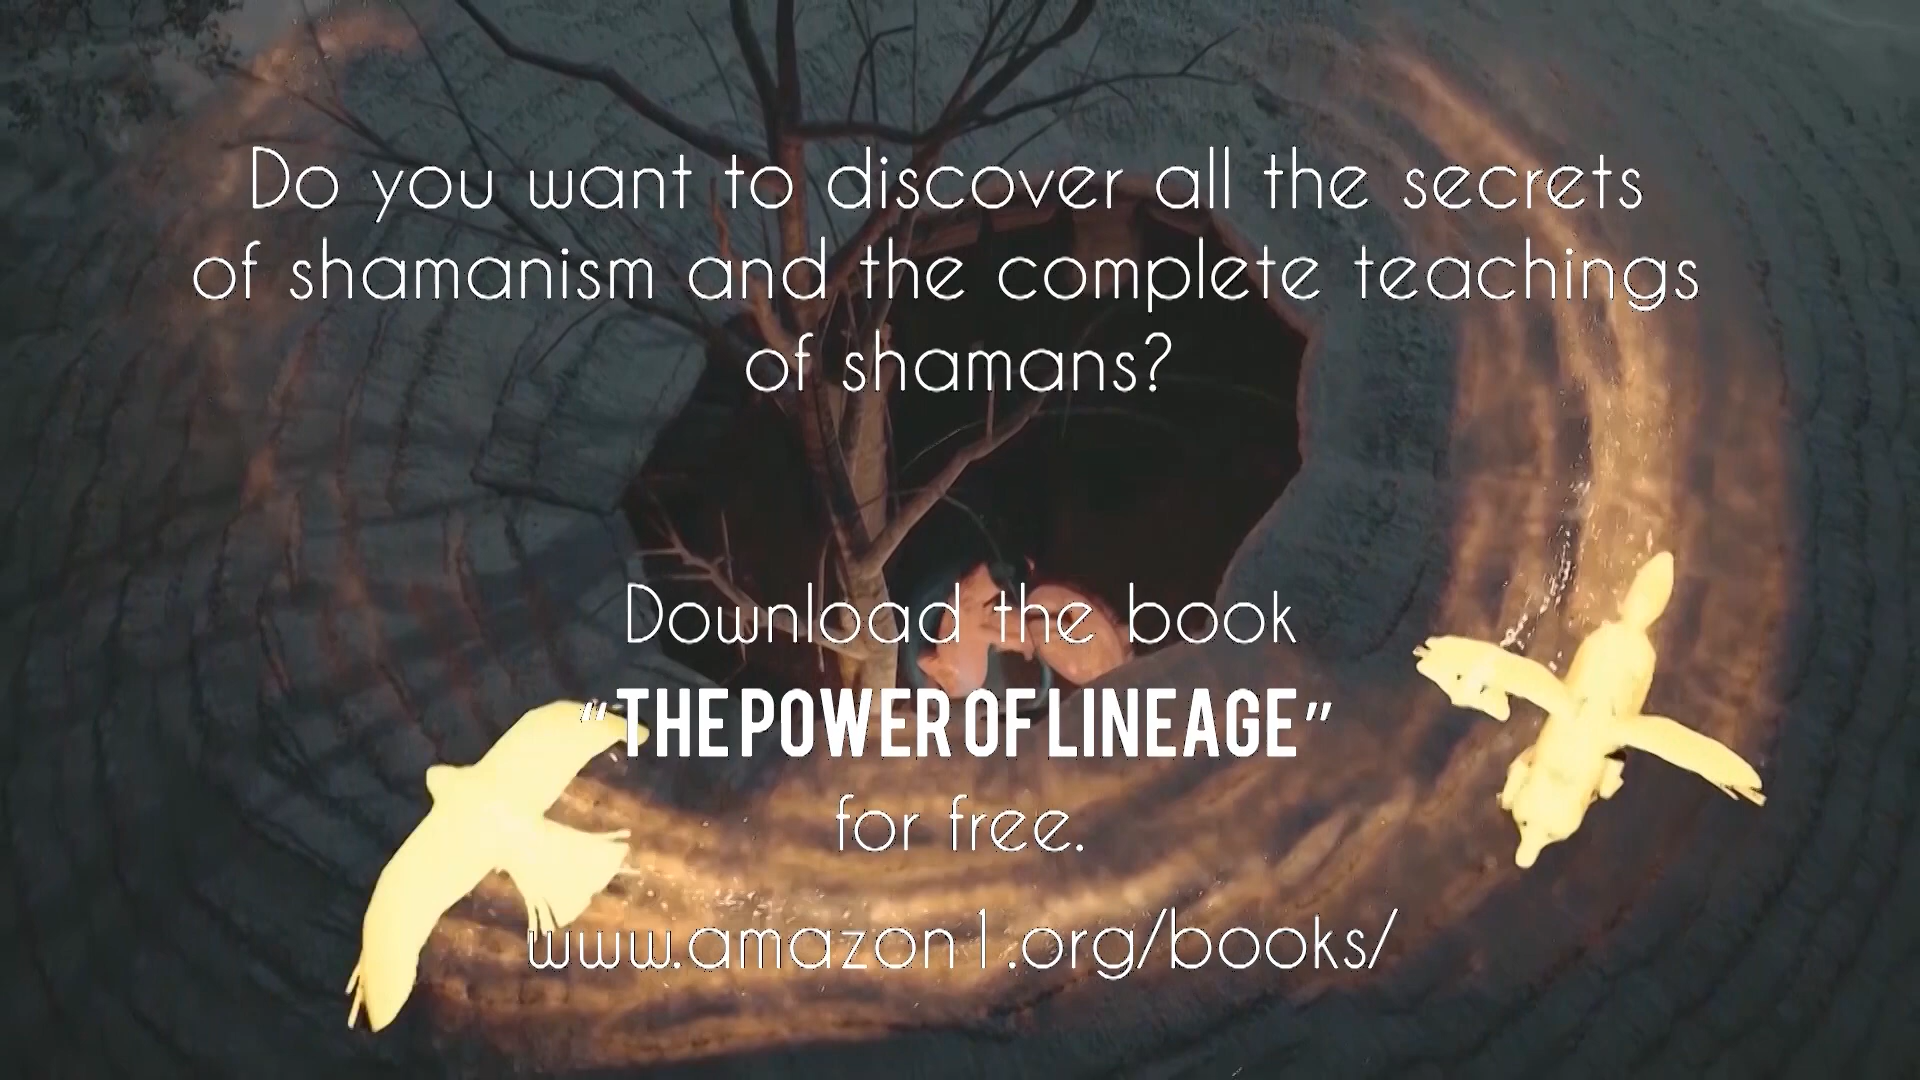 Do you want to discover all the secrets
of shamanism and the complete teachings
of shamans?
Download the book
"THE POWER OF LINEAGE"
for free.
www.amazon1.org/books/